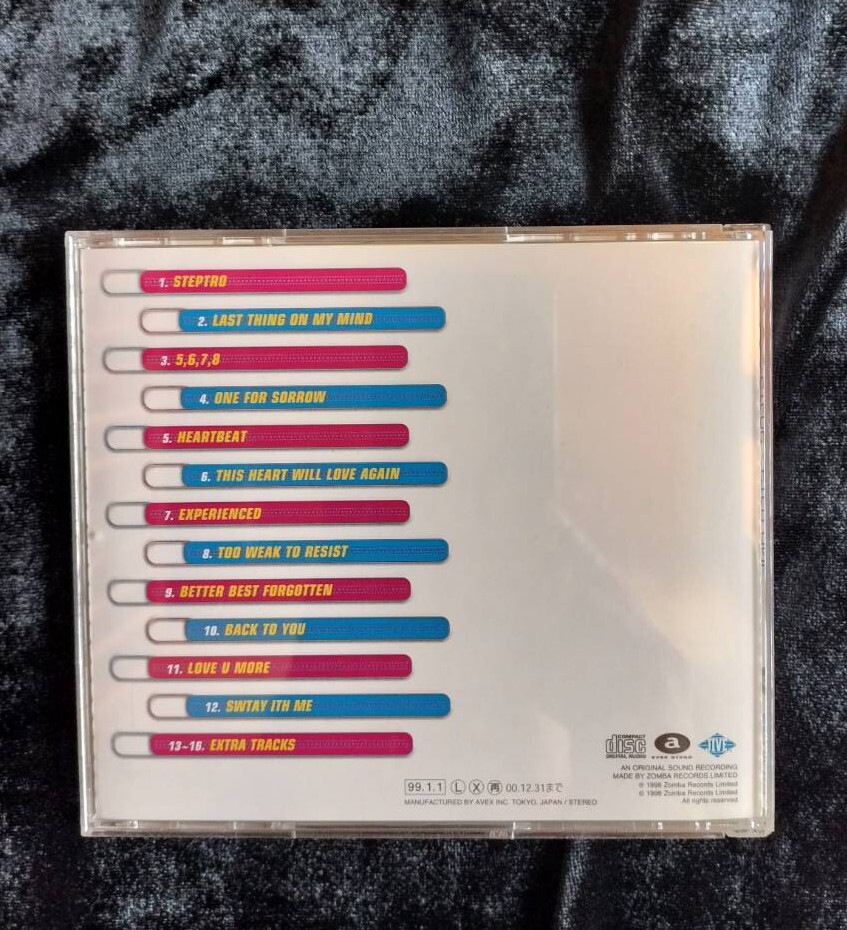 1. STEPTRO
2. LAST THING ON MY MIND
3. 5,6,7,8
4. ONE FOR SORROW
5. HEARTBEAT
6. THIS HEART WILL LOVE AGAIN
7. EXPERIENCED
8. TOO WEAK TO RESIST
9. BETTER BEST FORGOTTEN
10. BACK TO YOU
11. LOVE U MORE
12. SWTAY ITH ME
13~16. EXTRA TRACKS
COMPACT
disc
DIGITAL AUDIO
a
AVEX GROUP
JIVE
AN ORIGINAL SOUND RECORDING
MADE BY ZOMBA RECORDS LIMITED
℗ 1998 Zomba Records Limited
© 1998 Zomba Records Limited
All rights reserved
99.1.1 Ⓛ Ⓧ 再 00.12.31まで
MANUFACTURED BY AVEX INC. TOKYO, JAPAN / STEREO